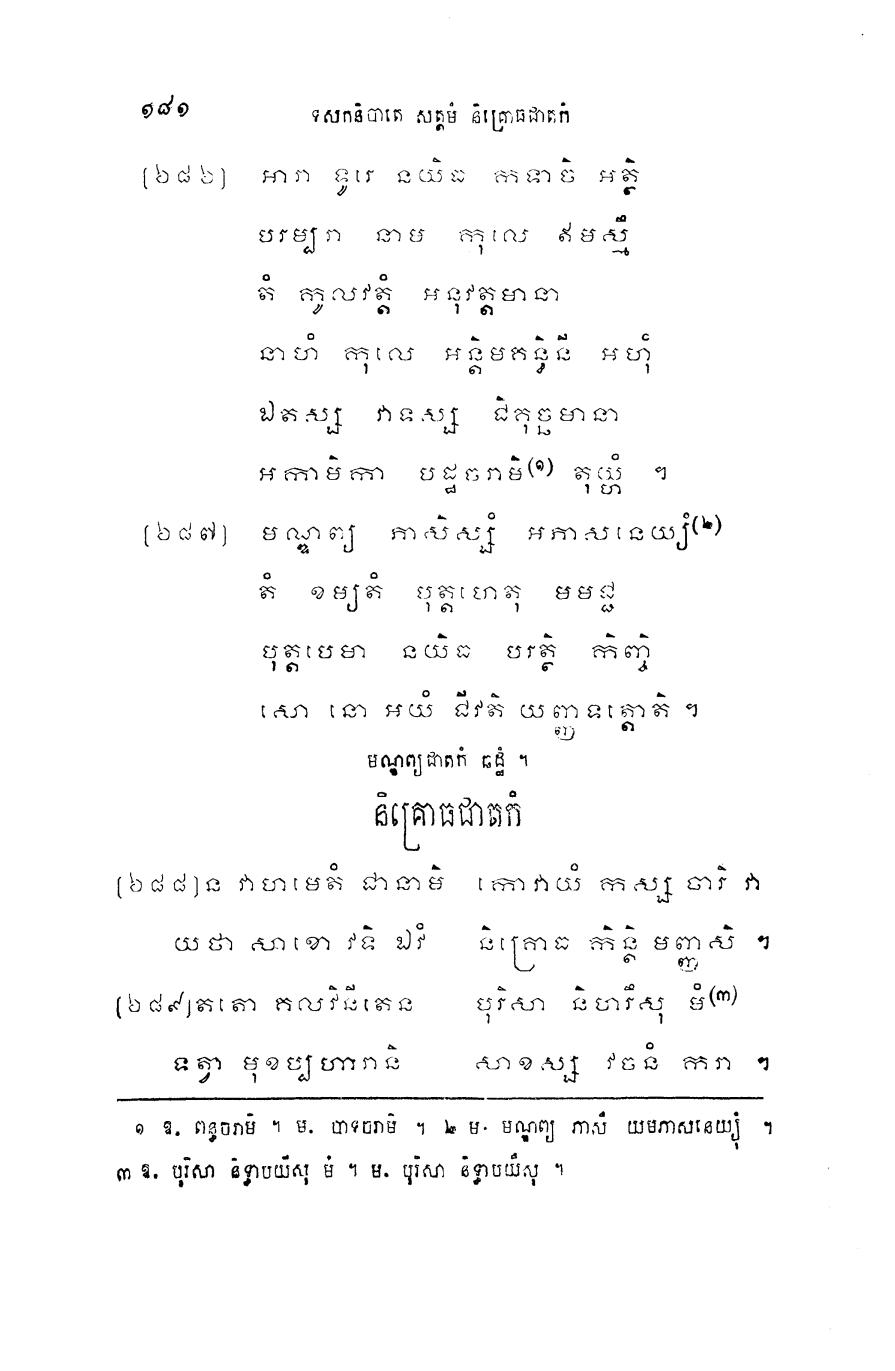 ១៨១ ទសកនិបាតេ សត្តមំ និគ្រោធជាតកំ
(៦៨៦) អារា ទូរេ នយិធ កទាចិ អត្ថិ
បរម្បរា នាម កុលេ ឥមស្មឹ
តំ កូលវត្តំ អនុវត្តមានា
នាហំ កុលេ អន្តិមគន្ធិនី អហុំ
ឯតស្ស វាទស្ស ជិគុច្ឆមានា
អកាមិកា បដ្ឋចរាមិ(១) តុយ្ហំ ។
(៦៨៧) មណ្ឌព្យ ភាសិស្សំ អភាសនេយ្យំ(២)
តំ ខម្យតំ បុត្តហេតុ មមជ្ជ
បុត្តបេមា នយិធ បរត្ថិ កិញ្ចិ
សោ នោ អយំ ជីវតិ យញ្ញទត្តោតិ ។
មណ្ឌព្យជាតកំ ឆដ្ឋំ ។
និគ្រោធជាតកំ
(៦៨៨) ន វាហមេតំ ជានាមិ កោវាយំ កស្ស ចារិ វា
យថា សាខោ វទិ ឯវំ និគ្រោធ កិន្តិ មញ្ញសិ ។
(៦៨៩) តតោ គលវិនីតេន បុរិសា និហរឹសុ មំ(៣)
ទត្វា មុខប្បហារានិ សាខស្ស វចនំ ករា ។
១ ឱ. ពន្ធចរាមិ ។ ម. បាទចរាមិ ។ ២ ម. មណ្ឌព្យ ភាសឹ យមភាសនេយ្យុំ ។
៣ ឱ. បុរិសា និទ្ធាបយឹសុ មំ ។ ម. បុរិសា និទ្ធាបយឹសុ ។